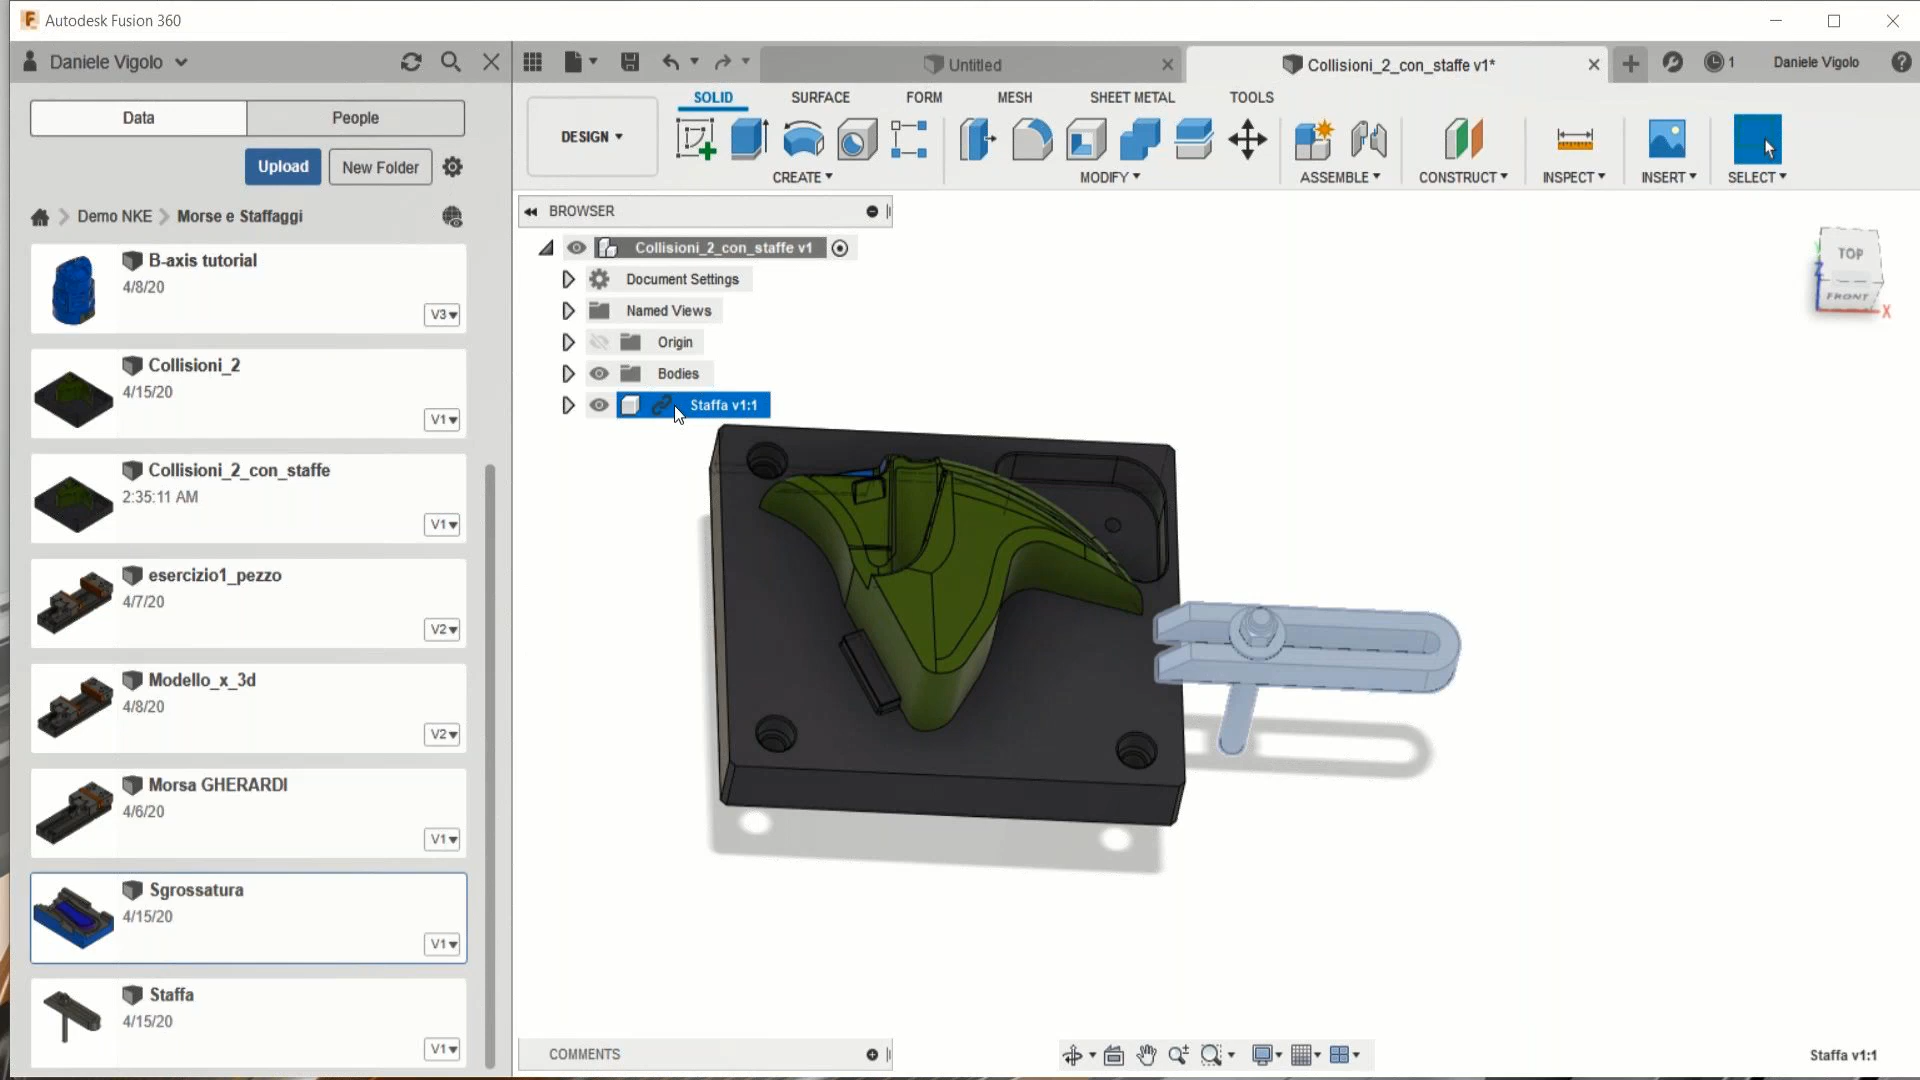 Autodesk Fusion 360
Daniele Vigolo
Untitled
Collisioni_2_con_staffe v1*
1
Daniele Vigolo
Data
People
Upload
New Folder
Demo NKE
Morse e Staffaggi
B-axis tutorial
4/8/20
V3
Collisioni_2
4/15/20
V1
Collisioni_2_con_staffe
2:35:11 AM
V1
esercizio1_pezzo
4/7/20
V2
Modello_x_3d
4/8/20
V2
Morsa GHERARDI
4/6/20
V1
Sgrossatura
4/15/20
V1
Staffa
4/15/20
V1
DESIGN
SOLID
SURFACE
FORM
MESH
SHEET METAL
TOOLS
CREATE
MODIFY
ASSEMBLE
CONSTRUCT
INSPECT
INSERT
SELECT
BROWSER
Collisioni_2_con_staffe v1
Document Settings
Named Views
Origin
Bodies
Staffa v1:1
TOP
FRONT
Z
X
COMMENTS
Staffa v1:1